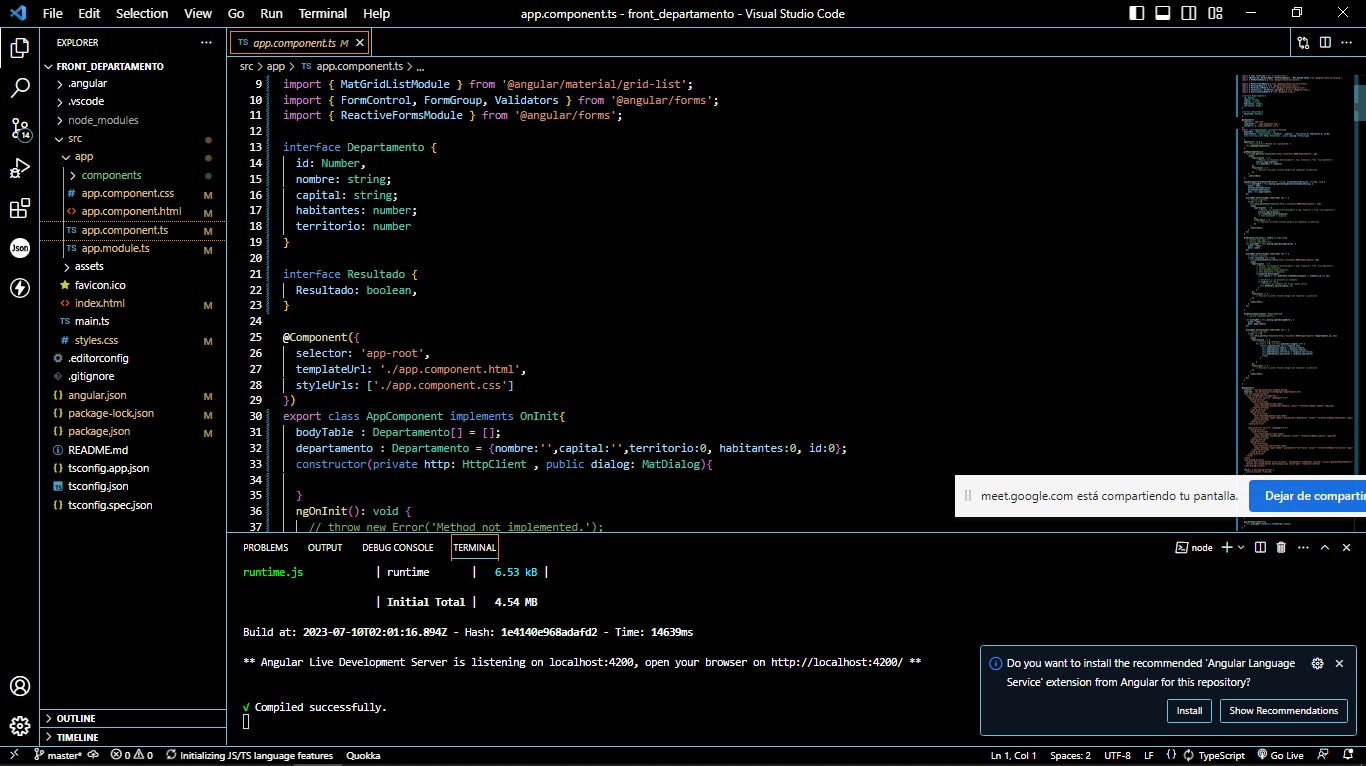 File Edit Selection View Go Run Terminal Help
app.component.ts - front_departamento - Visual Studio Code
EXPLORER
FRONT_DEPARTAMENTO
.angular
.vscode
node_modules
src
app
components
# app.component.css M
<> app.component.html M
TS app.component.ts M
TS app.module.ts M
assets
favicon.ico
<> index.html M
TS main.ts
# styles.css M
.editorconfig
.gitignore
{} angular.json M
{} package-lock.json M
{} package.json M
README.md
{} tsconfig.app.json
tsconfig.json
{} tsconfig.spec.json
OUTLINE
TIMELINE
14
Json
TS app.component.ts M
src > app > TS app.component.ts > ...
9 import { MatGridListModule } from '@angular/material/grid-list';
10 import { FormControl, FormGroup, Validators } from '@angular/forms';
11 import { ReactiveFormsModule } from '@angular/forms';
12
13 interface Departamento {
14 id: Number,
15 nombre: string;
16 capital: string;
17 habitantes: number;
18 territorio: number
19 }
20
21 interface Resultado {
22 Resultado: boolean,
23 }
24
25 @Component({
26 selector: 'app-root',
27 templateUrl: './app.component.html',
28 styleUrls: ['./app.component.css']
29 })
30 export class AppComponent implements OnInit{
31 bodyTable : Departamento[] = [];
32 departamento : Departamento = {nombre:'',capital:'',territorio:0, habitantes:0, id:0};
33 constructor(private http: HttpClient , public dialog: MatDialog){
34
35 }
36 ngOnInit(): void {
37 // throw new Error('Method not implemented.');
meet.google.com está compartiendo tu pantalla.
Dejar de comparti
PROBLEMS OUTPUT DEBUG CONSOLE TERMINAL
node
runtime.js | runtime | 6.53 kB |
| Initial Total | 4.54 MB
Build at: 2023-07-10T02:01:16.894Z - Hash: 1e4140e968adafd2 - Time: 14639ms
** Angular Live Development Server is listening on localhost:4200, open your browser on http://localhost:4200/ **
√ Compiled successfully.
Do you want to install the recommended 'Angular Language
Service' extension from Angular for this repository?
Install
Show Recommendations
master* 0 0 Initializing JS/TS language features Quokka
Ln 1, Col 1 Spaces: 2 UTF-8 LF {} TypeScript Go Live